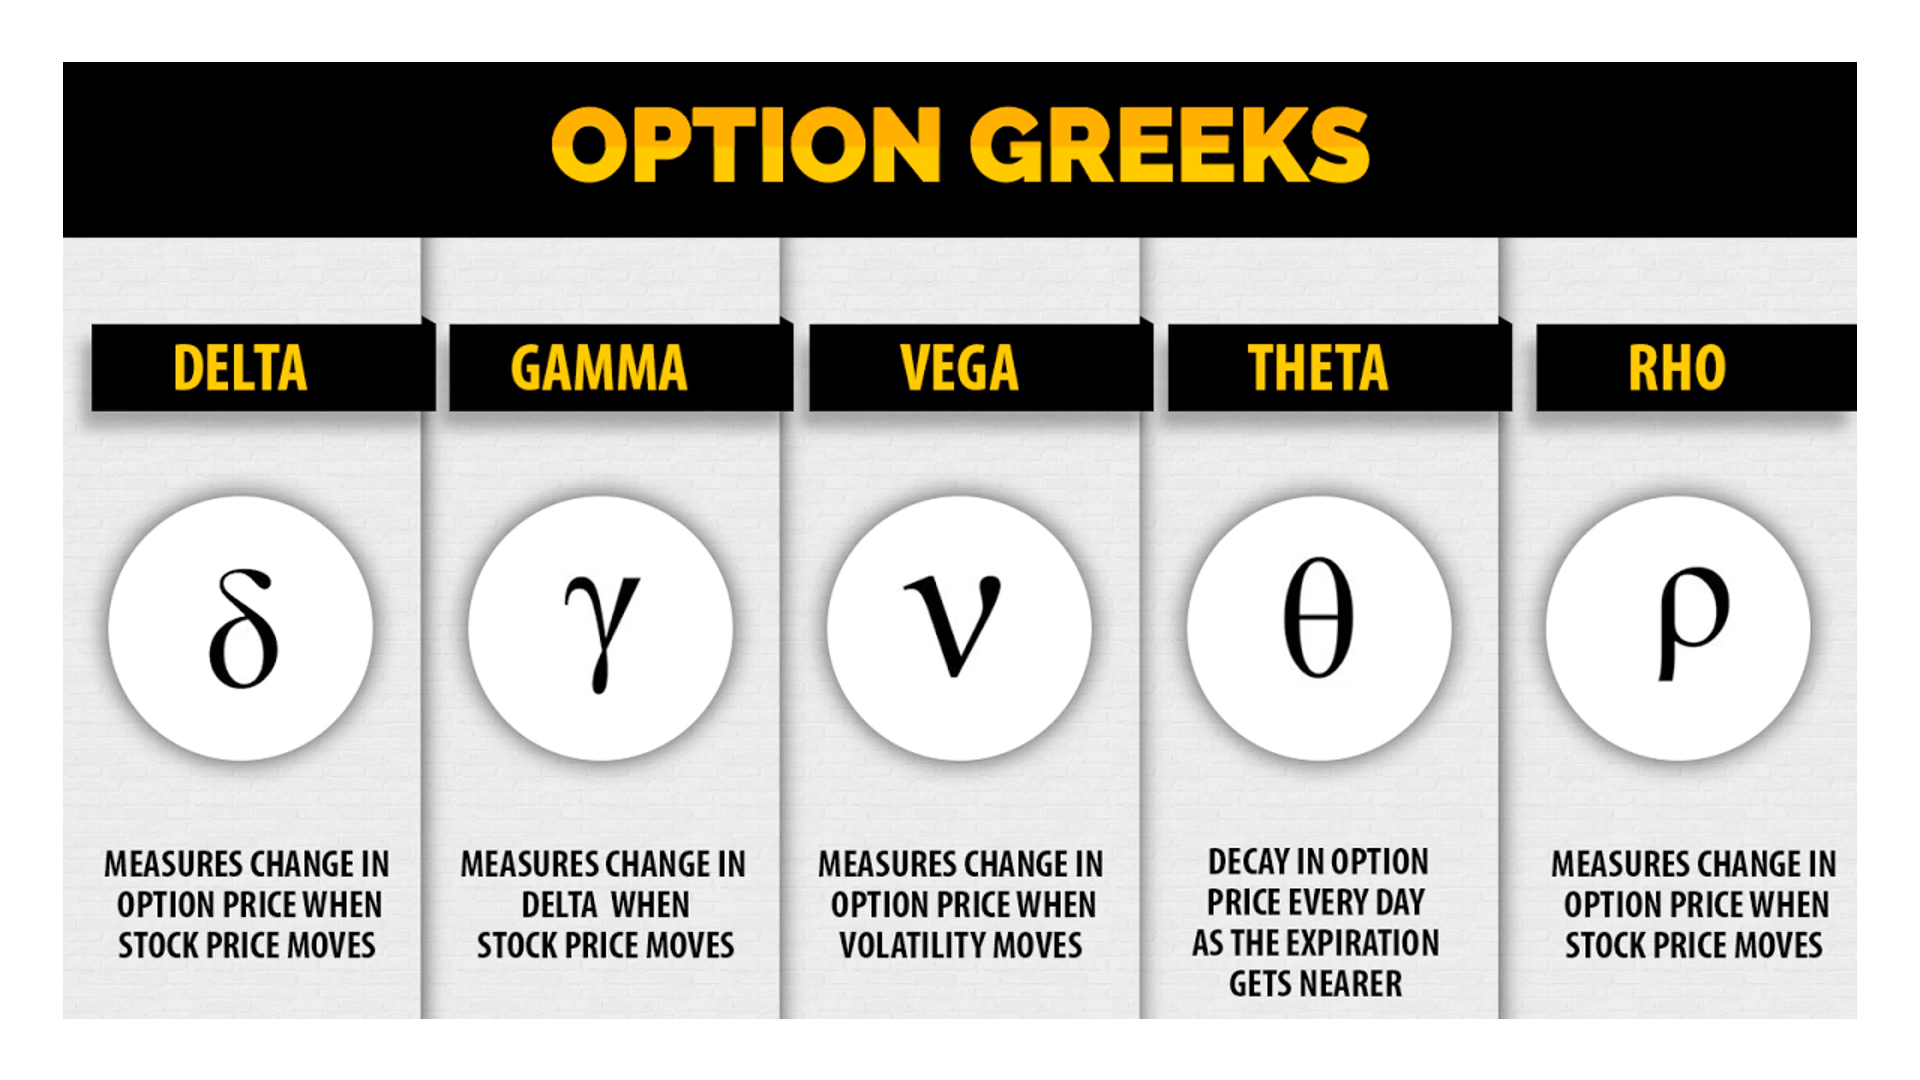 OPTION GREEKS
DELTA
GAMMA
VEGA
THETA
RHO
δ
γ
ν
θ
ρ
MEASURES CHANGE IN
OPTION PRICE WHEN
STOCK PRICE MOVES
MEASURES CHANGE IN
DELTA WHEN
STOCK PRICE MOVES
MEASURES CHANGE IN
OPTION PRICE WHEN
VOLATILITY MOVES
DECAY IN OPTION
PRICE EVERY DAY
AS THE EXPIRATION
GETS NEARER
MEASURES CHANGE IN
OPTION PRICE WHEN
STOCK PRICE MOVES